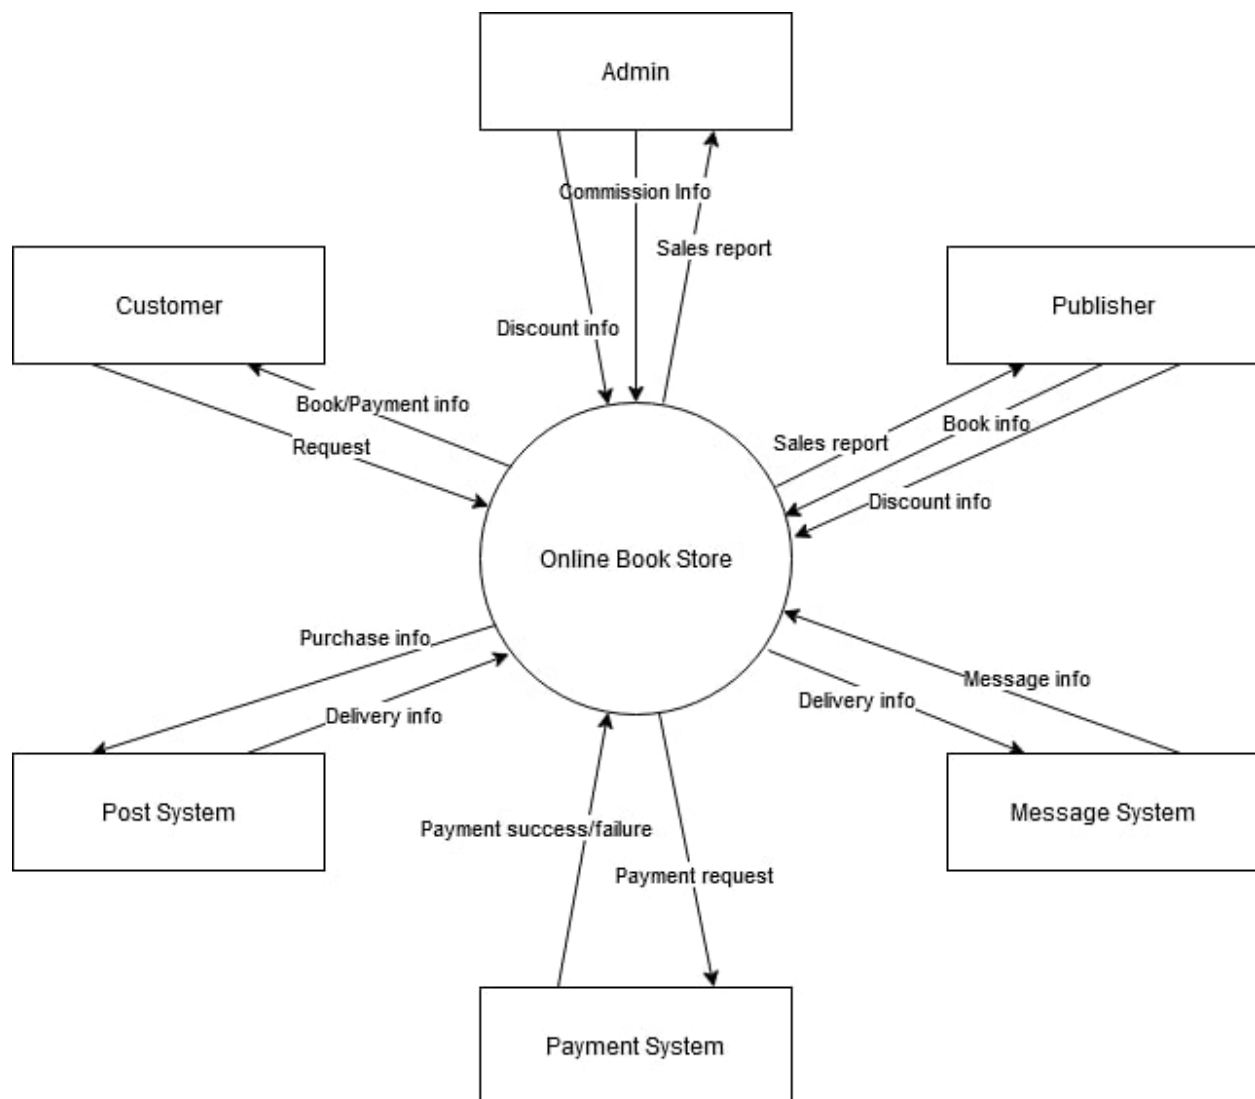 Admin
Commission Info
Sales report
Discount info
Customer
Publisher
Book/Payment info
Request
Sales report
Book info
Discount info
Online Book Store
Purchase info
Delivery info
Message info
Delivery info
Post System
Message System
Payment success/failure
Payment request
Payment System